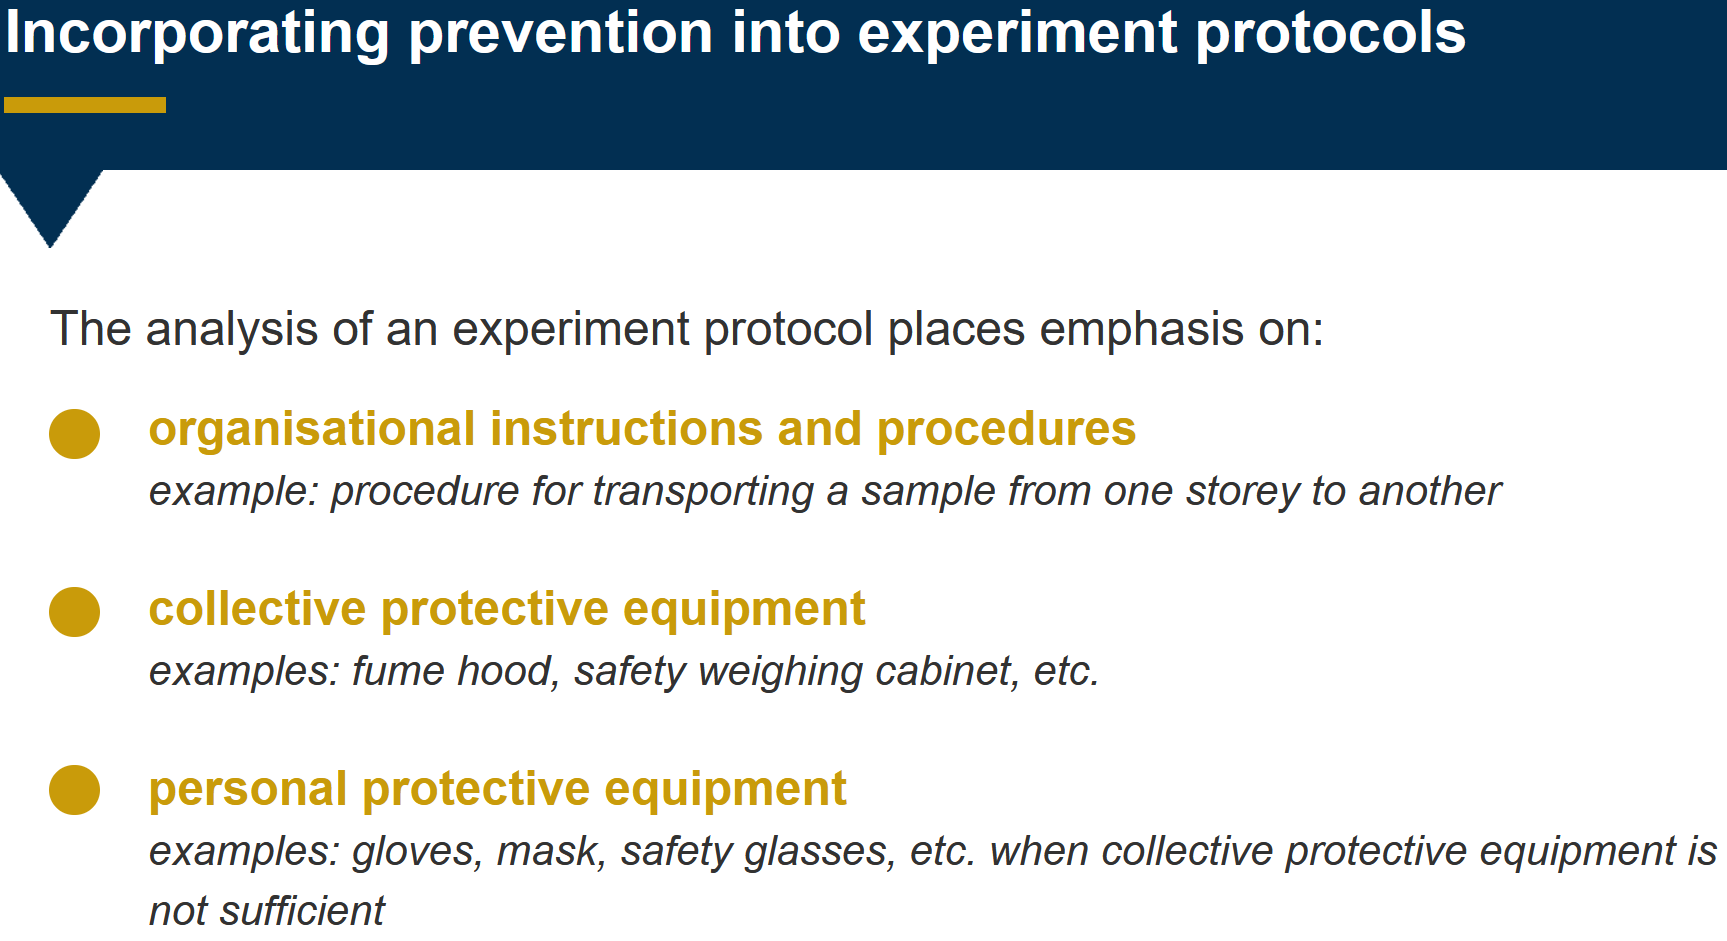 Incorporating prevention into experiment protocols
The analysis of an experiment protocol places emphasis on:
organisational instructions and procedures
example: procedure for transporting a sample from one storey to another
collective protective equipment
examples: fume hood, safety weighing cabinet, etc.
personal protective equipment
examples: gloves, mask, safety glasses, etc. when collective protective equipment is
not sufficient